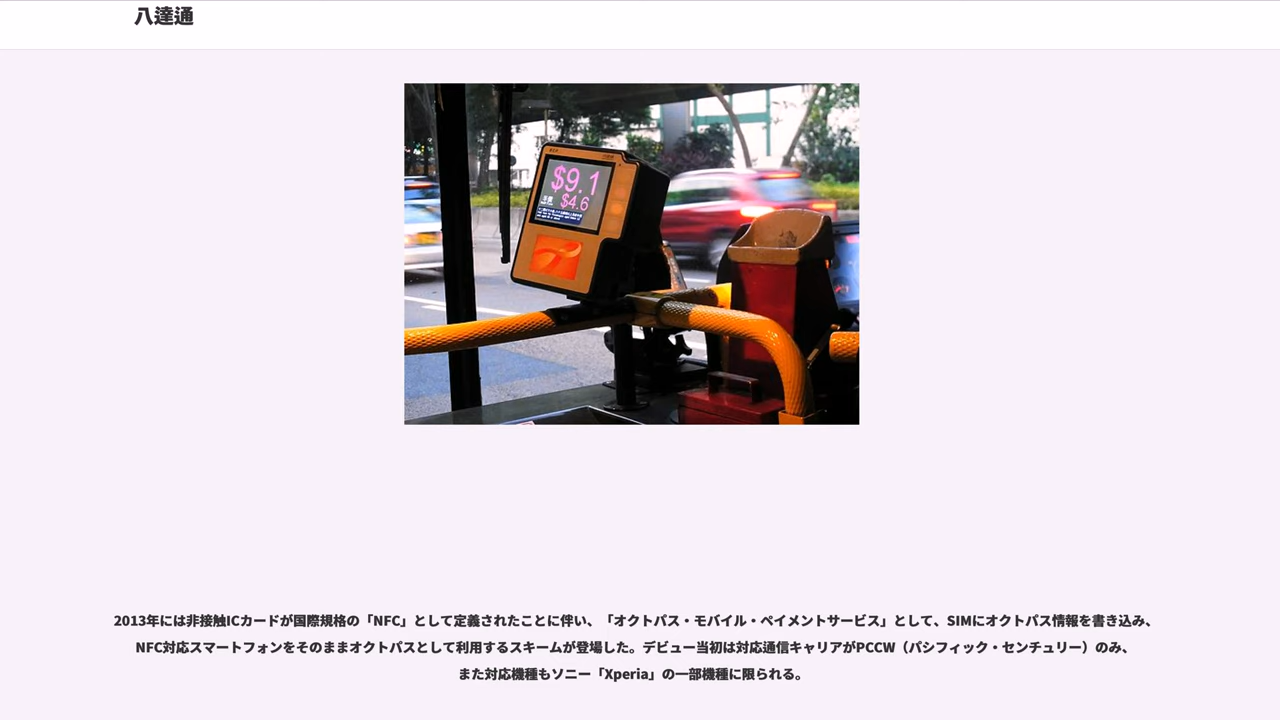 八達通
$9.1
$4.6
2013年には非接触ICカードが国際規格の「NFC」として定義されたことに伴い、「オクトパス・モバイル・ペイメントサービス」として、SIMにオクトパス情報を書き込み、
NFC対応スマートフォンをそのままオクトパスとして利用するスキームが登場した。デビュー当初は対応通信キャリアがPCCW（パシフィック・センチュリー）のみ、
また対応機種もソニー「Xperia」の一部機種に限られる。